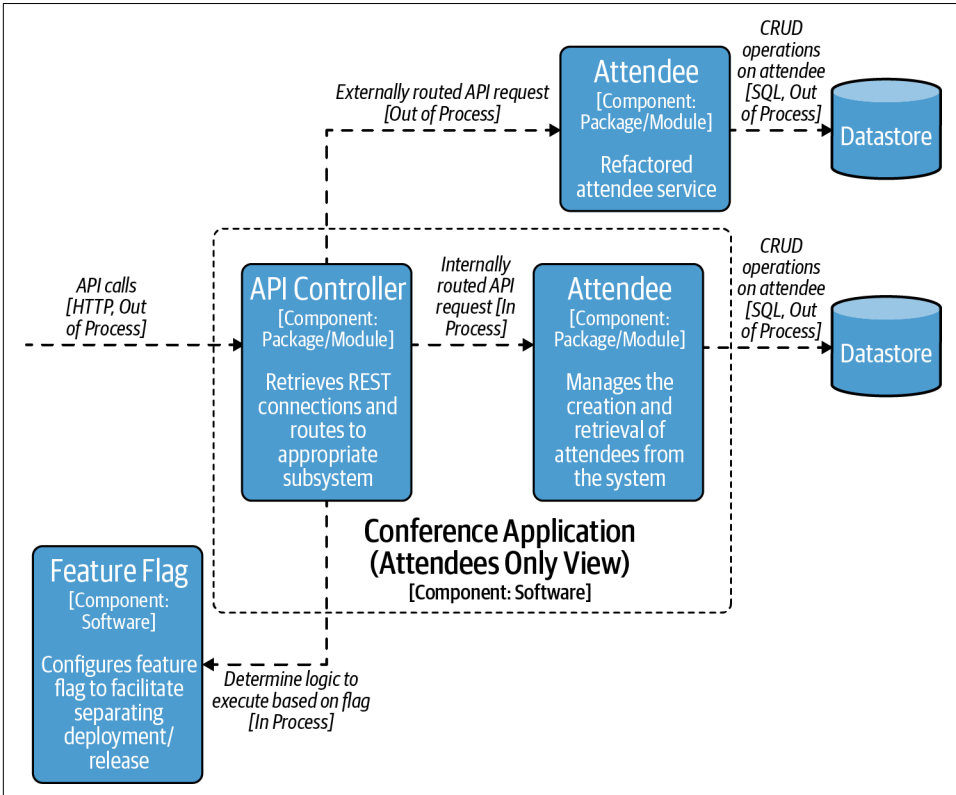 CRUD
operations
on attendee
[SQL, Out
of Process]
Externally routed API request
[Out of Process]
Attendee
[Component:
Package/Module]
Refactored
attendee service
Datastore
API calls
[HTTP, Out
of Process]
API Controller
[Component:
Package/Module]
Retrieves REST
connections and
routes to
appropriate
subsystem
Internally
routed API
request [In
Process]
Attendee
[Component:
Package/Module]
Manages the
creation and
retrieval of
attendees from
the system
CRUD
operations
on attendee
[SQL, Out
of Process]
Datastore
Conference Application
(Attendees Only View)
[Component: Software]
Feature Flag
[Component:
Software]
Configures feature
flag to facilitate
separating
deployment/
release
Determine logic to
execute based on flag
[In Process]